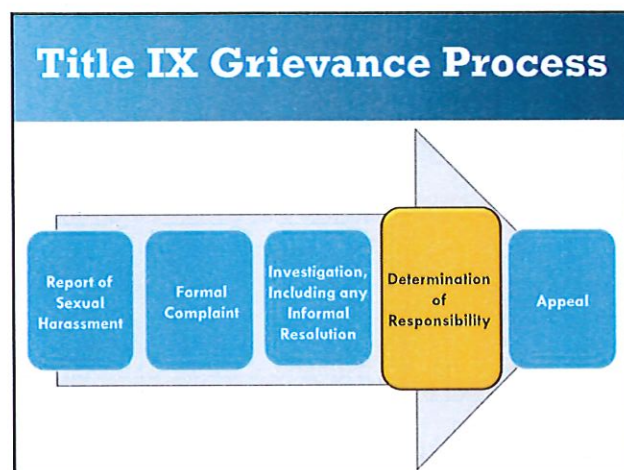 Title IX Grievance Process
Report of
Sexual
Harassment
Formal
Complaint
Investigation,
Including any
Informal
Resolution
Determination
of
Responsibility
Appeal